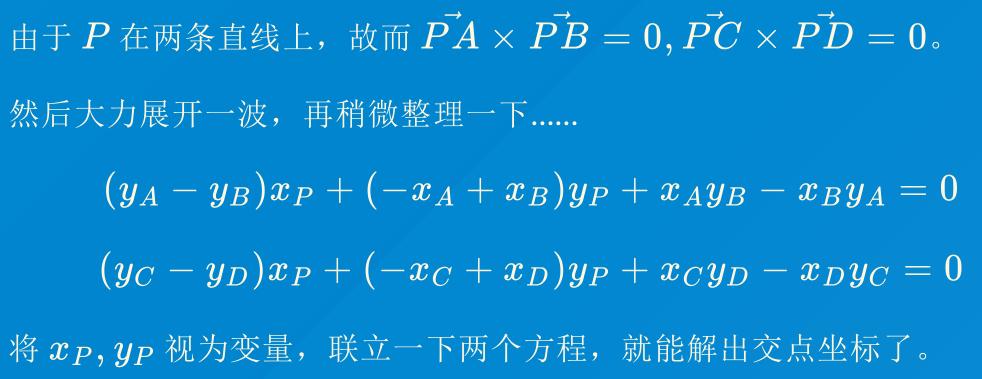 由于 $P$ 在两条直线上，故而 $\vec{PA} \times \vec{PB} = 0, \vec{PC} \times \vec{PD} = 0$。
然后大力展开一波，再稍微整理一下......
$(y_A - y_B)x_P + (-x_A + x_B)y_P + x_A y_B - x_B y_A = 0$
$(y_C - y_D)x_P + (-x_C + x_D)y_P + x_C y_D - x_D y_C = 0$
将 $x_P, y_P$ 视为变量，联立一下两个方程，就能解出交点坐标了。